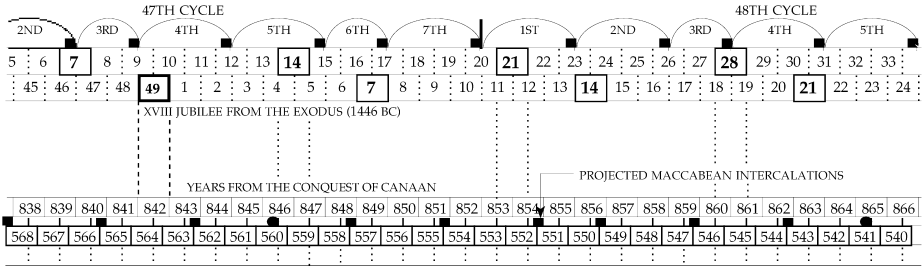 47TH CYCLE 48TH CYCLE
2ND 3RD 4TH 5TH 6TH 7TH 1ST 2ND 3RD 4TH 5TH
5 6 7 8 9 10 11 12 13 14 15 16 17 18 19 20 21 22 23 24 25 26 27 28 29 30 31 32 33
45 46 47 48 49 1 2 3 4 5 6 7 8 9 10 11 12 13 14 15 16 17 18 19 20 21 22 23 24
XVIII JUBILEE FROM THE EXODUS (1446 BC)
PROJECTED MACCABEAN INTERCALATIONS
YEARS FROM THE CONQUEST OF CANAAN
838 839 840 841 842 843 844 845 846 847 848 849 850 851 852 853 854 855 856 857 858 859 860 861 862 863 864 865 866
568 567 566 565 564 563 562 561 560 559 558 557 556 555 554 553 552 551 550 549 548 547 546 545 544 543 542 541 540